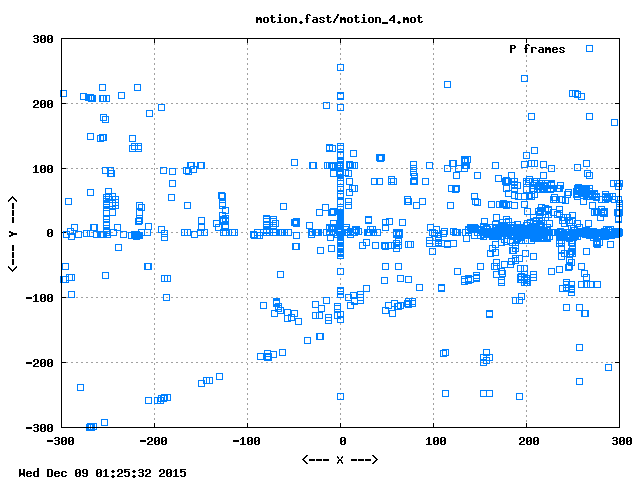 motion.fast/motion_4.mot
P frames
300
200
100
0
-100
-200
-300
<--- Y --->
-300 -200 -100 0 100 200 300
<--- X --->
Wed Dec 09 01:25:32 2015